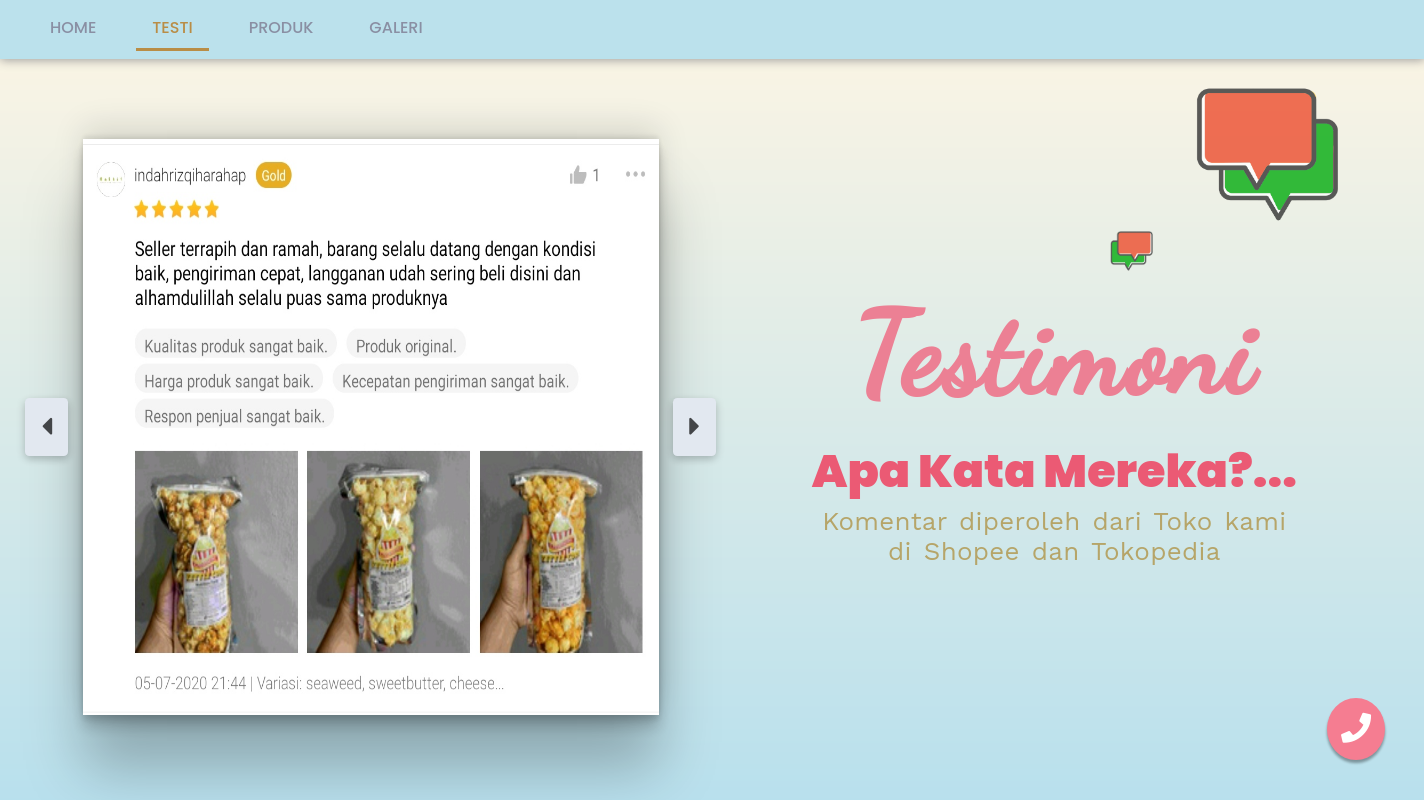 HOME TESTI PRODUK GALERI
indahrizqiharahap Gold 1
Seller terrapih dan ramah, barang selalu datang dengan kondisi
baik, pengiriman cepat, langganan udah sering beli disini dan
alhamdulillah selalu puas sama produknya
Kualitas produk sangat baik. Produk original.
Harga produk sangat baik. Kecepatan pengiriman sangat baik.
Respon penjual sangat baik.
05-07-2020 21:44 | Variasi: seaweed, sweetbutter, cheese...
Testimoni
Apa Kata Mereka?...
Komentar diperoleh dari Toko kami
di Shopee dan Tokopedia